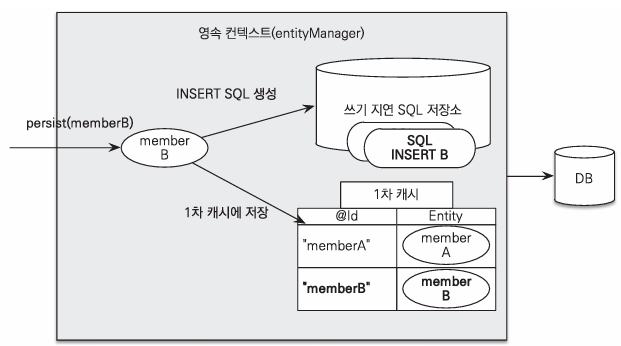 영속 컨텍스트(entityManager)
INSERT SQL 생성
쓰기 지연 SQL 저장소
persist(memberB)
member
B
SQL
INSERT B
DB
1차 캐시에 저장
1차 캐시
@Id Entity
"memberA" member
A
"memberB" member
B